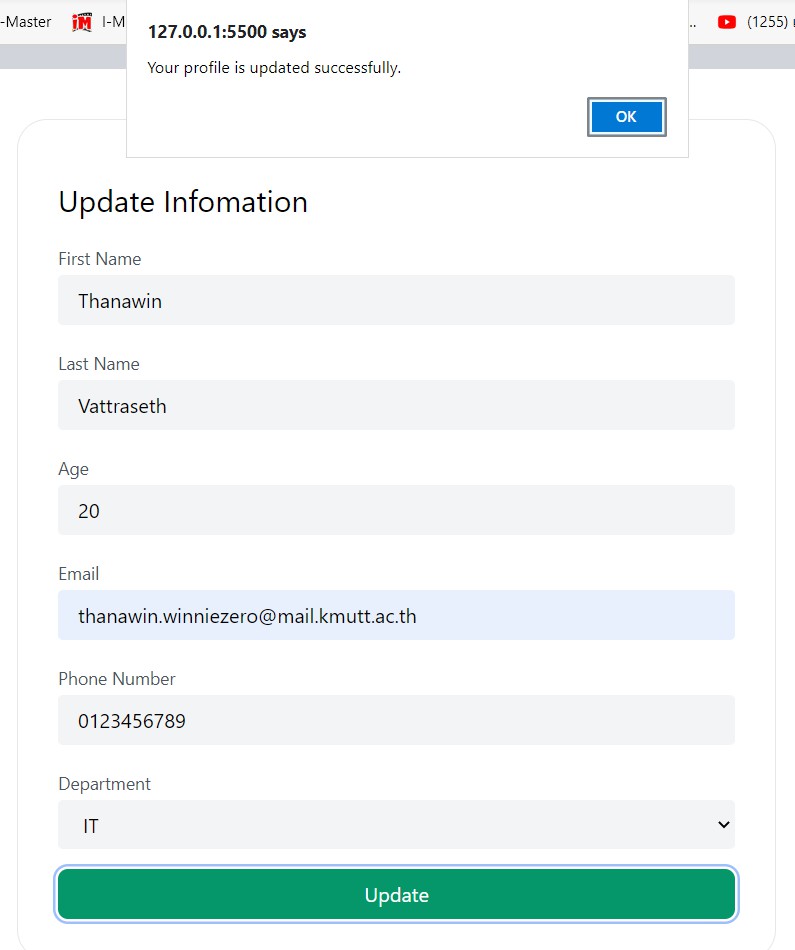 -Master
I-M
..
(1255)
127.0.0.1:5500 says
Your profile is updated successfully.
OK
Update Infomation
First Name
Thanawin
Last Name
Vattraseth
Age
20
Email
thanawin.winniezero@mail.kmutt.ac.th
Phone Number
0123456789
Department
IT
Update